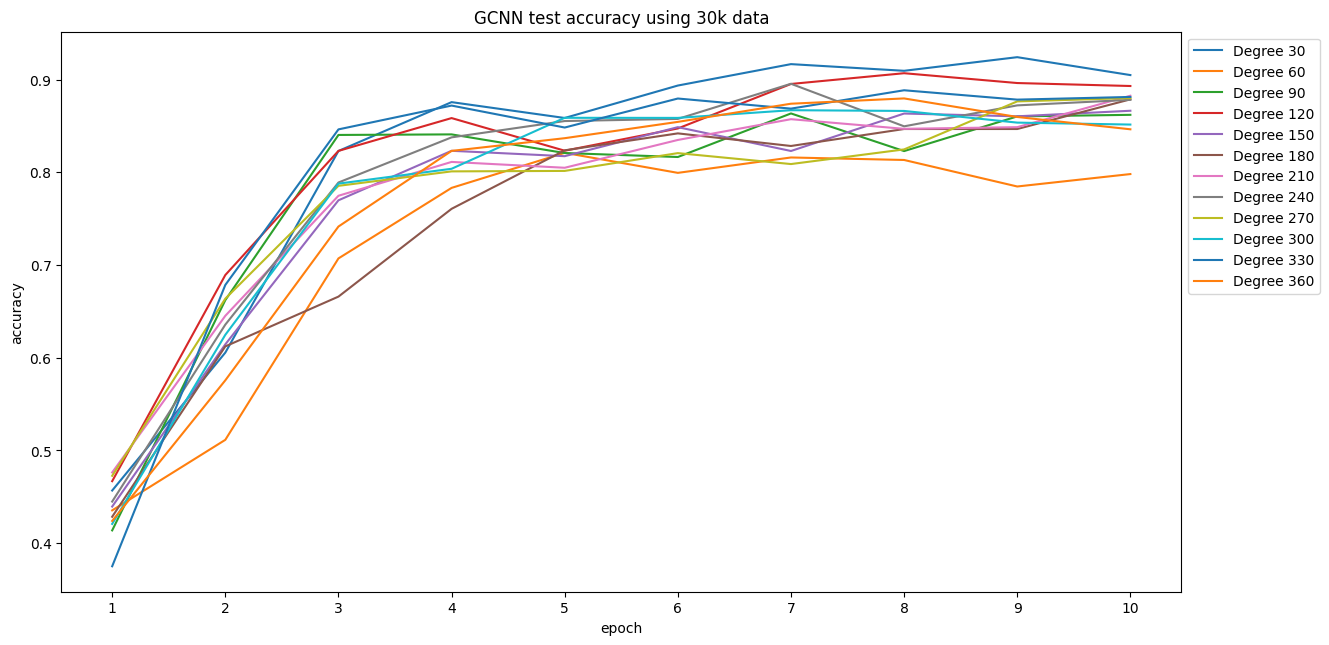 GCNN test accuracy using 30k data
accuracy
0.9
0.8
0.7
0.6
0.5
0.4
1 2 3 4 5 6 7 8 9 10
epoch
Degree 30
Degree 60
Degree 90
Degree 120
Degree 150
Degree 180
Degree 210
Degree 240
Degree 270
Degree 300
Degree 330
Degree 360